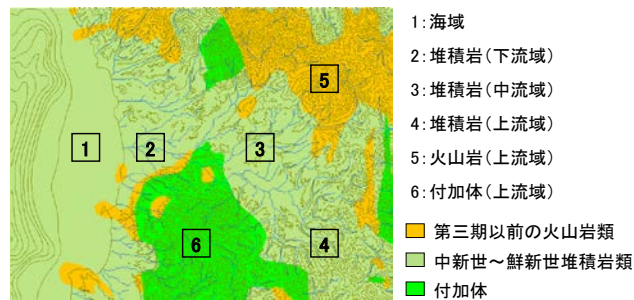 1
2
3
4
5
6
1:海域
2:堆積岩(下流域)
3:堆積岩(中流域)
4:堆積岩(上流域)
5:火山岩(上流域)
6:付加体(上流域)
第三期以前の火山岩類
中新世～鮮新世堆積岩類
付加体